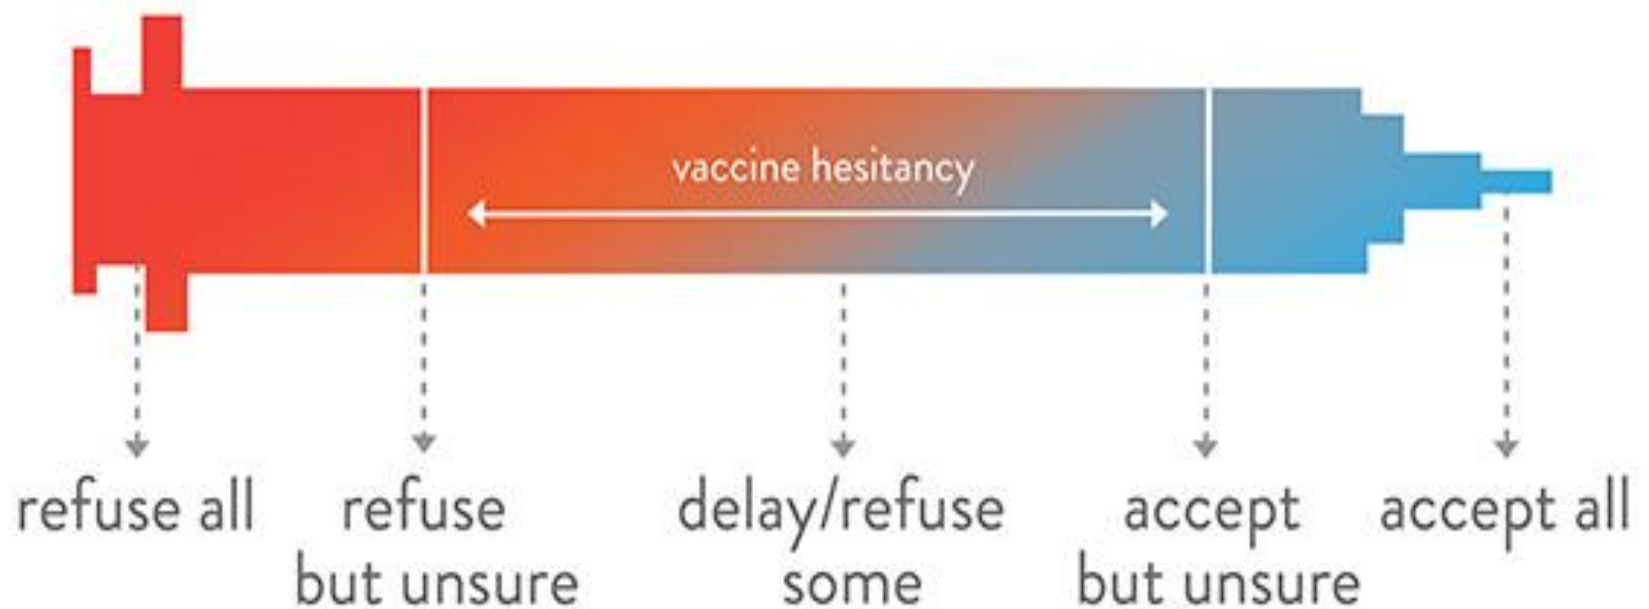 vaccine hesitancy
refuse all
refuse
but unsure
delay/refuse
some
accept
but unsure
accept all